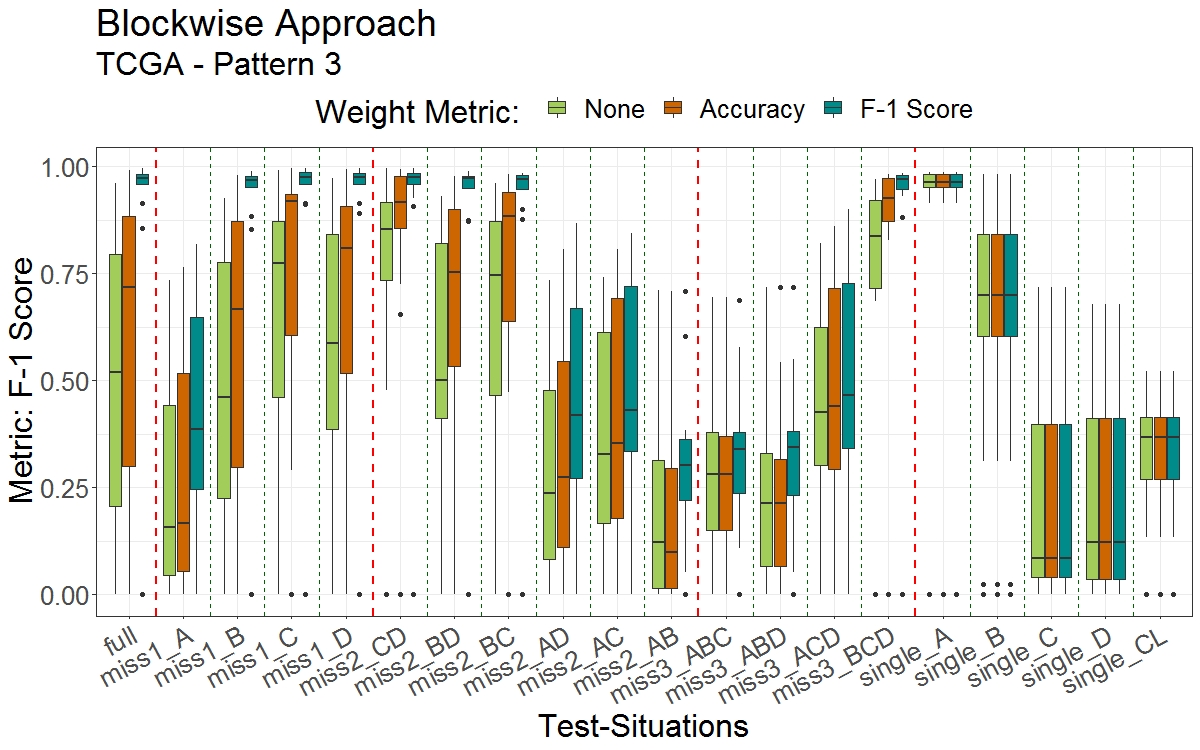 Blockwise Approach
TCGA - Pattern 3
Weight Metric: None Accuracy F-1 Score
Metric: F-1 Score
1.00
0.75
0.50
0.25
0.00
full
miss1_A
miss1_B
miss1_C
miss1_D
miss2_CD
miss2_BD
miss2_BC
miss2_AD
miss2_AC
miss2_AB
miss3_ABC
miss3_ABD
miss3_ACD
miss3_BCD
single_A
single_B
single_C
single_D
single_CL
Test-Situations